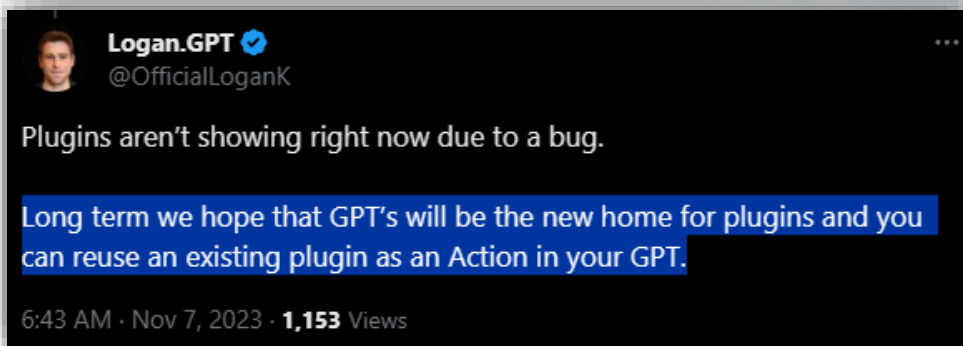 Logan.GPT
@OfficialLoganK
Plugins aren’t showing right now due to a bug.
Long term we hope that GPT’s will be the new home for plugins and you
can reuse an existing plugin as an Action in your GPT.
6:43 AM · Nov 7, 2023 · 1,153 Views